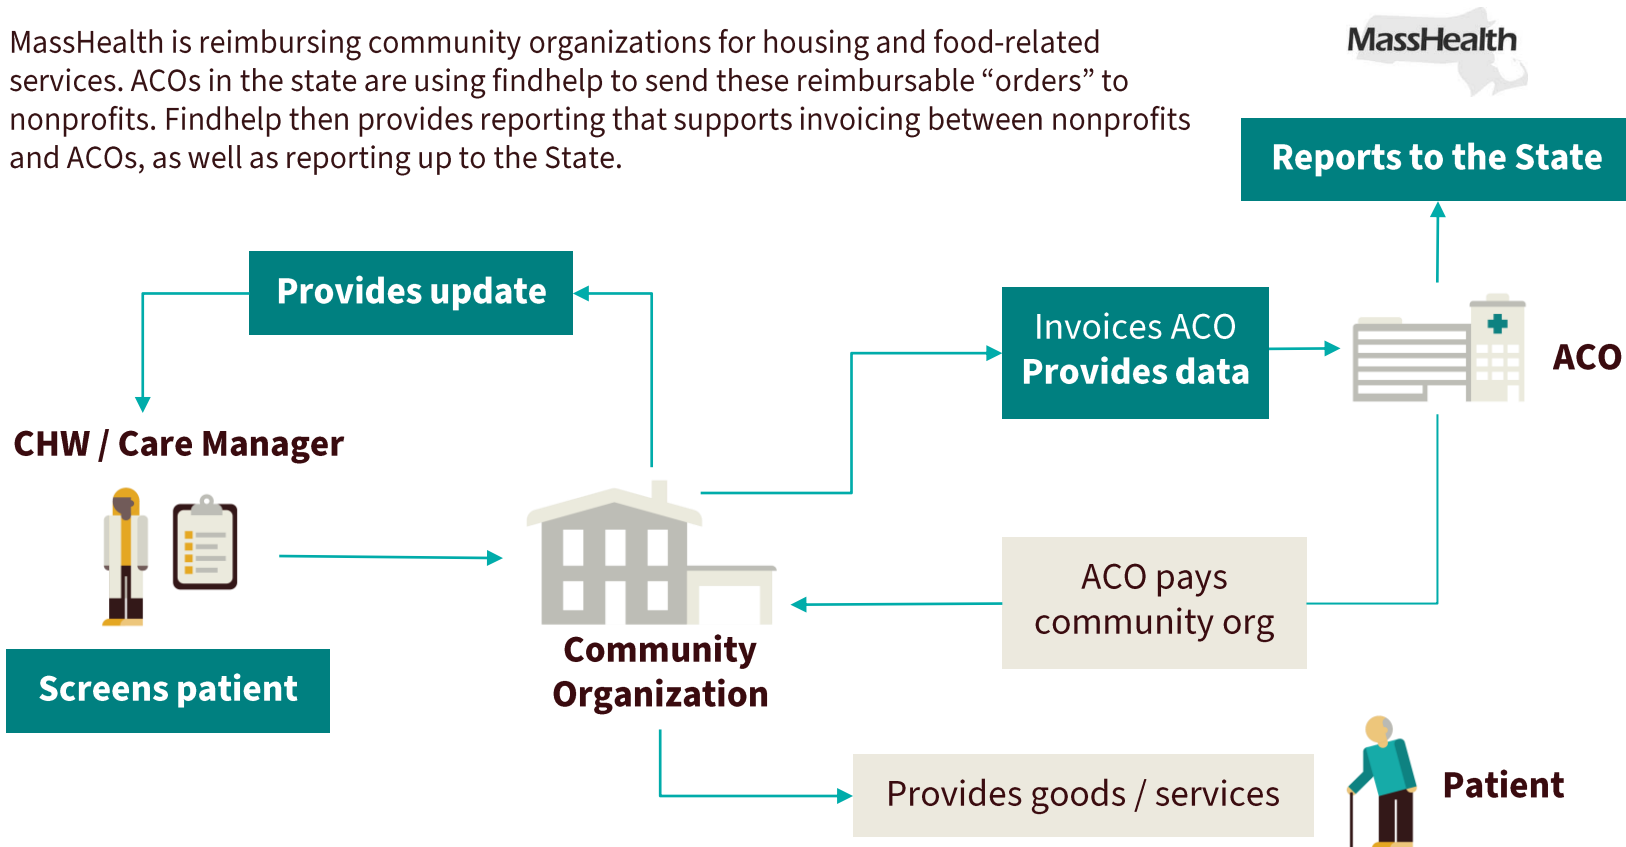 MassHealth is reimbursing community organizations for housing and food-related
services. ACOs in the state are using findhelp to send these reimbursable “orders” to
nonprofits. Findhelp then provides reporting that supports invoicing between nonprofits
and ACOs, as well as reporting up to the State.
MassHealth
Reports to the State
Provides update
Invoices ACO
Provides data
ACO
CHW / Care Manager
Screens patient
Community
Organization
ACO pays
community org
Provides goods / services
Patient